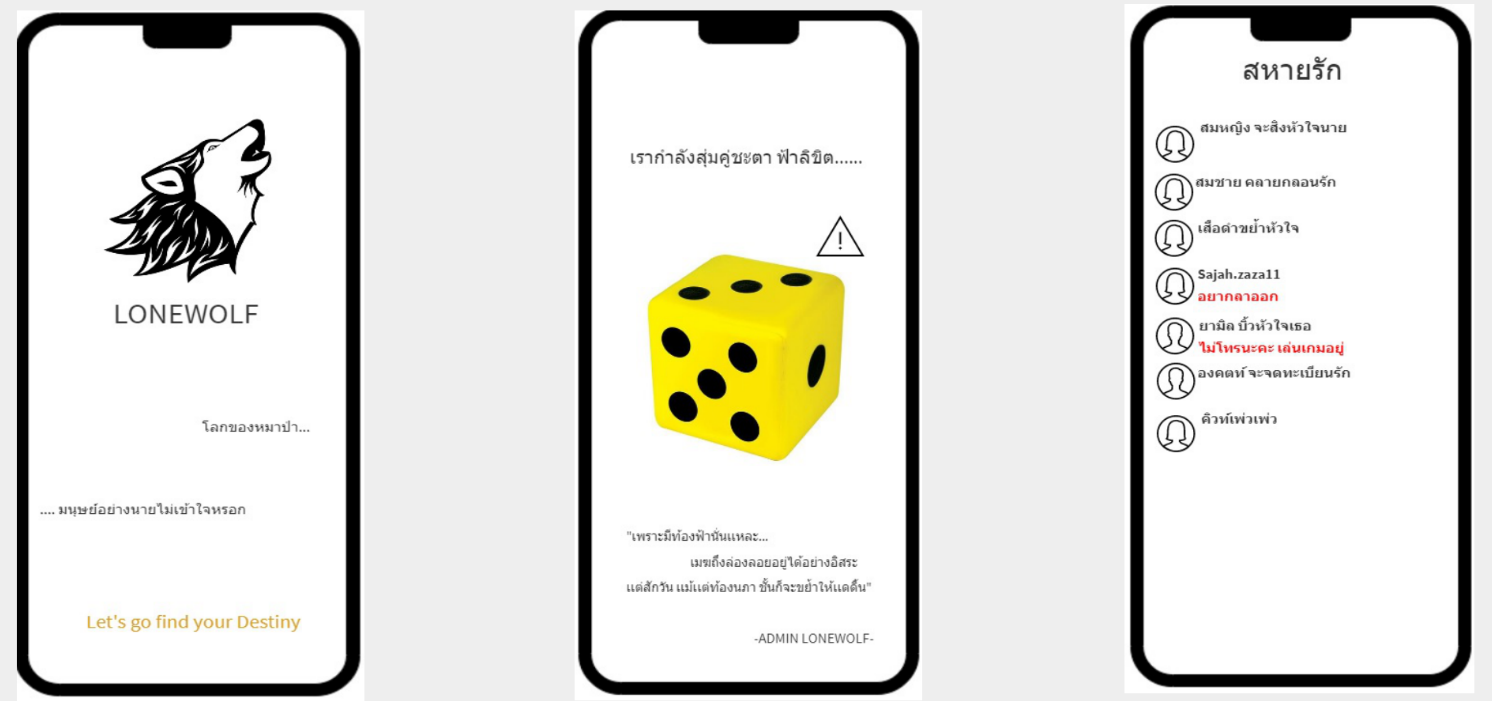 LONEWOLF
โลกของหมาป่า...
.... มนุษย์อย่างนายไม่เข้าใจหรอก
Let's go find your Destiny
เรากำลังสุ่มคู่ชะตา ฟ้าลิขิต......
"เพราะมีท้องฟ้านั่นแหละ...
เมฆถึงล่องลอยอยู่ได้อย่างอิสระ
แต่สักวัน แม้แต่ท้องนภา ชั้นก็จะขย้ำให้แดดิ้น"
-ADMIN LONEWOLF-
สหายรัก
สมหญิง จะสิงหัวใจนาย
สมชาย คลายกลอนรัก
เสือดำขย้ำหัวใจ
Sajah.zaza11
อยากลาออก
ยามิล บิ้วหัวใจเธอ
ไม่โทรนะคะ เล่นเกมอยู่
องคตท์ จะจดทะเบียนรัก
คิวท์เพ่วเพ่ว